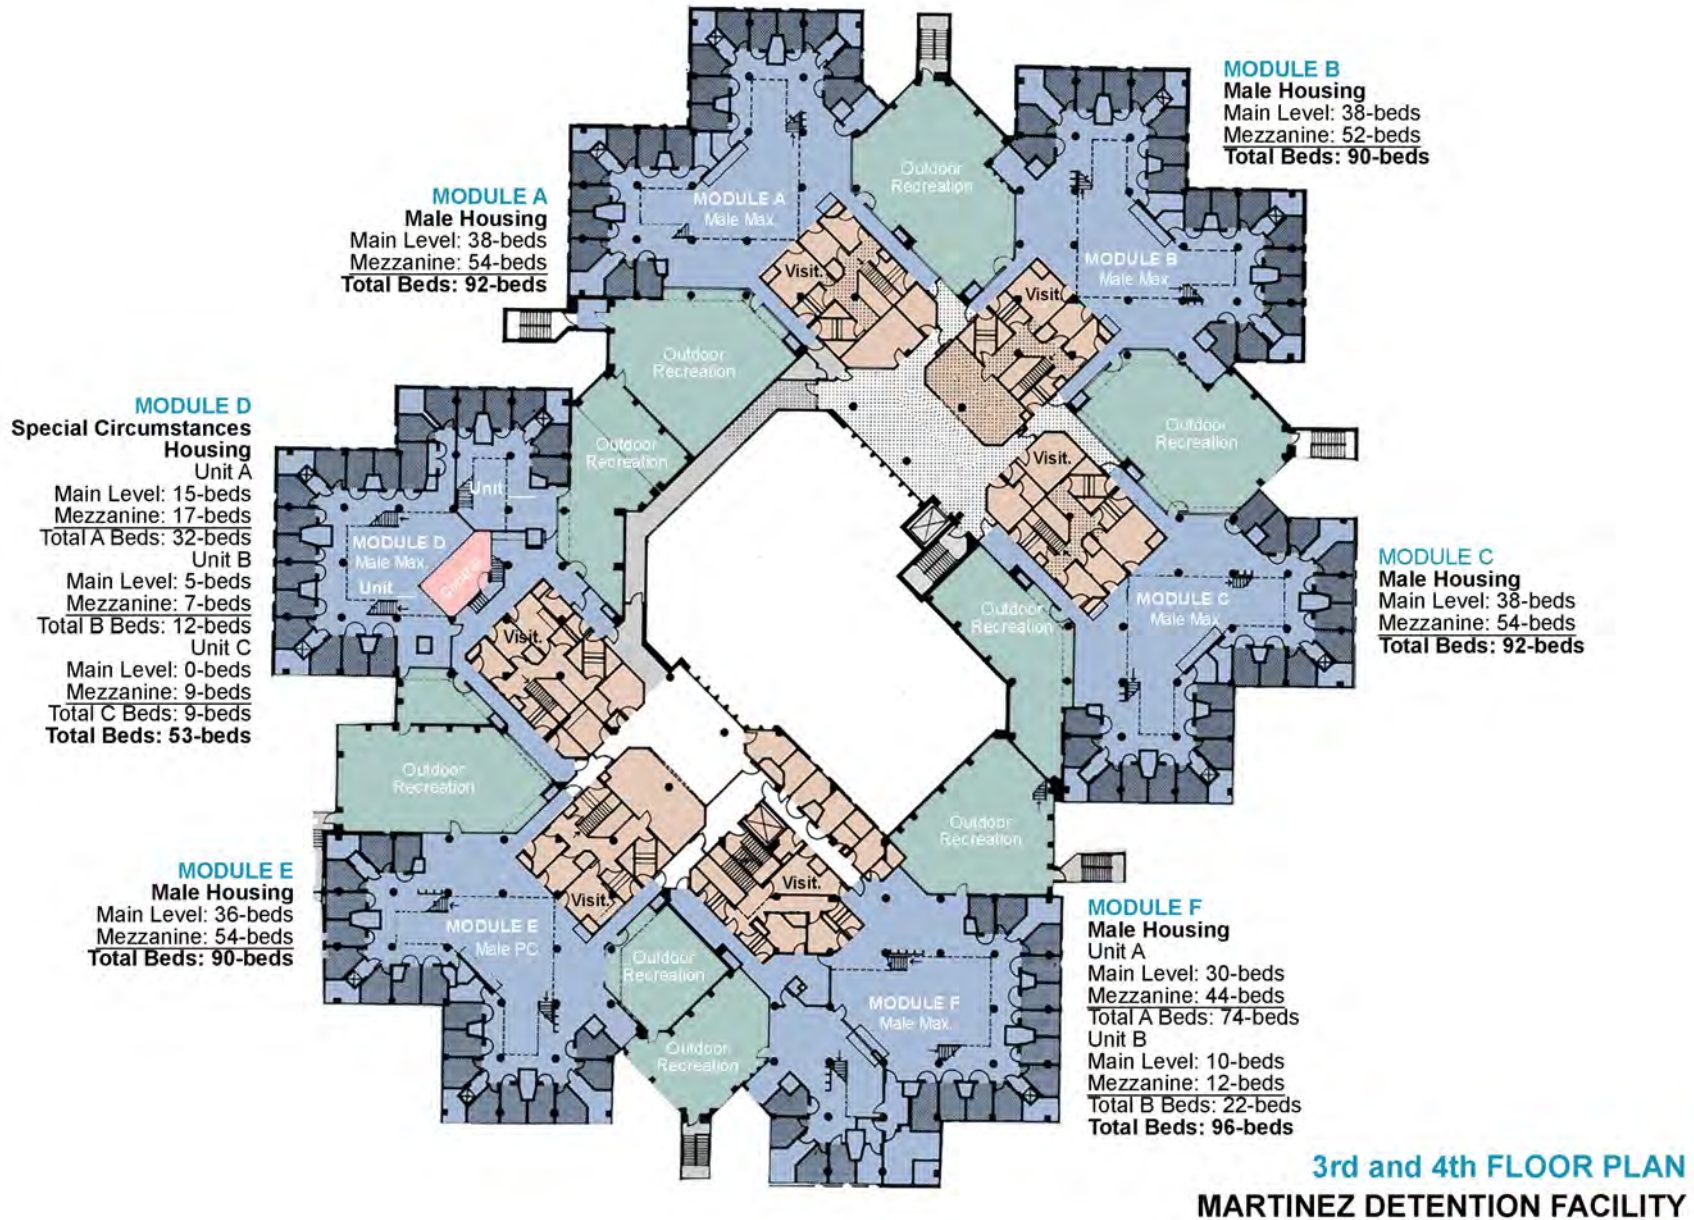 MODULE A
Male Housing
Main Level: 38-beds
Mezzanine: 54-beds
Total Beds: 92-beds
MODULE B
Male Housing
Main Level: 38-beds
Mezzanine: 52-beds
Total Beds: 90-beds
MODULE D
Special Circumstances
Housing
Unit A
Main Level: 15-beds
Mezzanine: 17-beds
Total A Beds: 32-beds
Unit B
Main Level: 5-beds
Mezzanine: 7-beds
Total B Beds: 12-beds
Unit C
Main Level: 0-beds
Mezzanine: 9-beds
Total C Beds: 9-beds
Total Beds: 53-beds
MODULE C
Male Housing
Main Level: 38-beds
Mezzanine: 54-beds
Total Beds: 92-beds
MODULE E
Male Housing
Main Level: 36-beds
Mezzanine: 54-beds
Total Beds: 90-beds
MODULE F
Male Housing
Unit A
Main Level: 30-beds
Mezzanine: 44-beds
Total A Beds: 74-beds
Unit B
Main Level: 10-beds
Mezzanine: 12-beds
Total B Beds: 22-beds
Total Beds: 96-beds
MODULE A
Male Max.
Outdoor
Recreation
MODULE B
Male Max.
Visit.
Visit.
Outdoor
Recreation
Outdoor
Recreation
Outdoor
Recreation
Visit.
Unit ___
MODULE D
Male Max.
Unit ___
Control
Outdoor
Recreation
MODULE C
Male Max.
Visit.
Outdoor
Recreation
Outdoor
Recreation
Visit.
Visit.
MODULE E
Male PC
Outdoor
Recreation
MODULE F
Male Max.
Outdoor
Recreation
3rd and 4th FLOOR PLAN
MARTINEZ DETENTION FACILITY